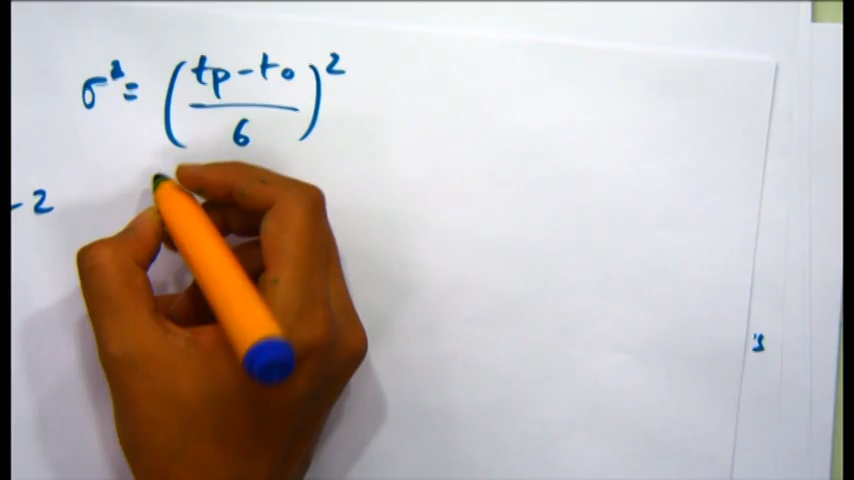 σ² = (tp - to / 6)²
- 2